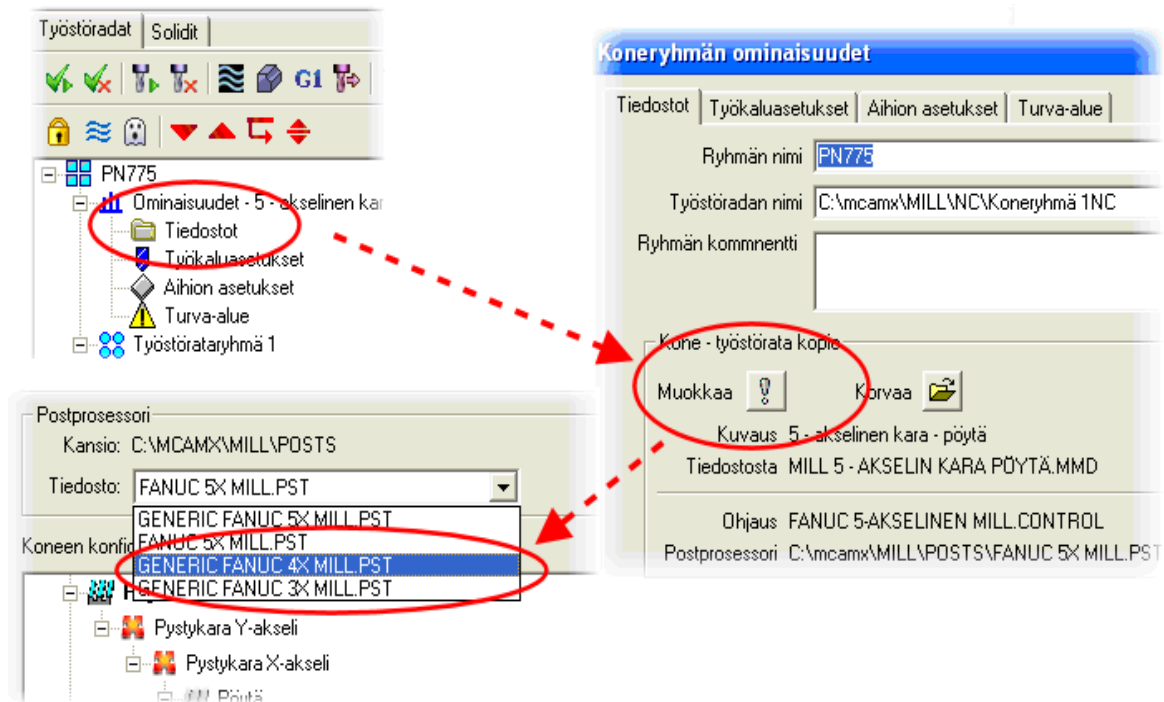 Työstöradat Solidit
G1
PN775
Ominaisuudet - 5 - akselinen kar
Tiedostot
Työkaluasetukset
Aihion asetukset
Turva-alue
Työstörataryhmä 1
Koneryhmän ominaisuudet
Tiedostot Työkaluasetukset Aihion asetukset Turva-alue
Ryhmän nimi PN775
Työstöradan nimi C:\mcamx\MILL\NC\Koneryhmä 1NC
Ryhmän kommnentti
Kone - työstörata kopio
Muokkaa Korvaa
Kuvaus 5 - akselinen kara - pöytä
Tiedostosta MILL 5 - AKSELIN KARA PÖYTÄ.MMD
Ohjaus FANUC 5-AKSELINEN MILL.CONTROL
Postprosessori C:\mcamx\MILL\POSTS\FANUC 5X MILL.PST
Postprosessori
Kansio: C:\MCAMX\MILL\POSTS
Tiedosto: FANUC 5X MILL.PST
GENERIC FANUC 5X MILL.PST
FANUC 5X MILL.PST
GENERIC FANUC 4X MILL.PST
GENERIC FANUC 3X MILL.PST
Pystykara Y-akseli
Pystykara X-akseli
Pöytä